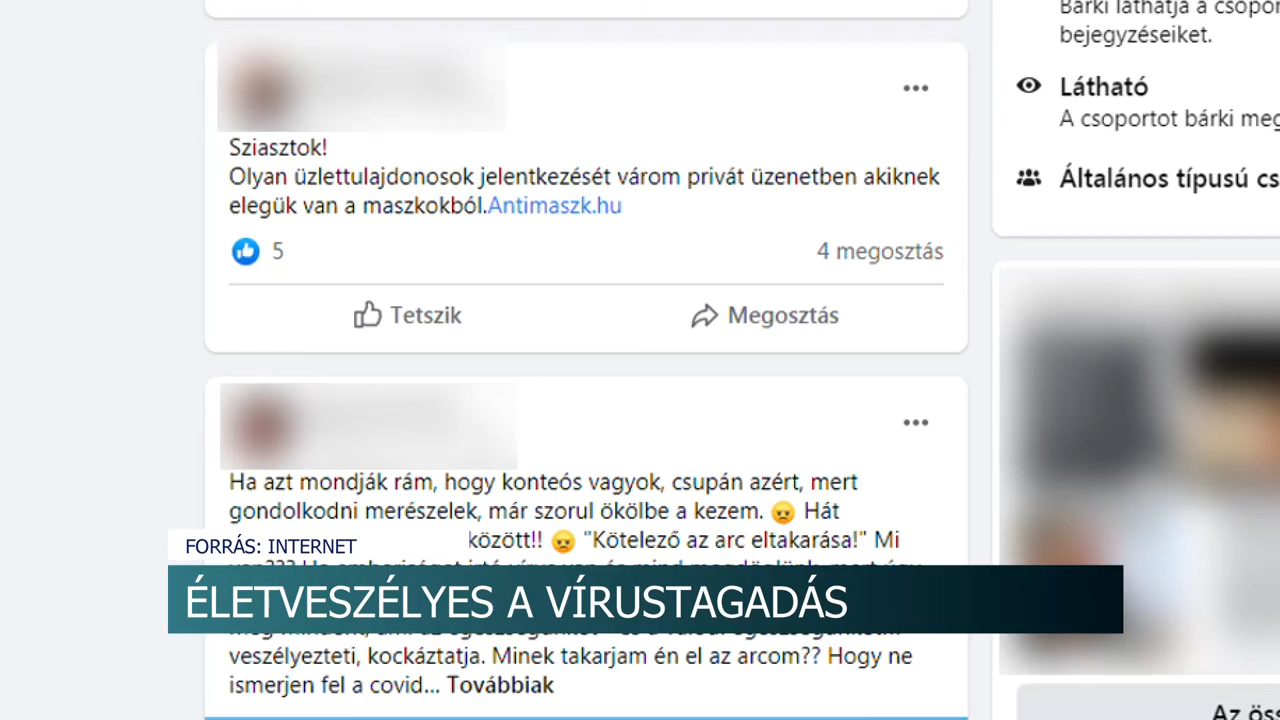 Bárki láthatja a csopor
bejegyzéseiket.
Látható
A csoportot bárki meg
Általános típusú cs
Sziasztok!
Olyan üzlettulajdonosok jelentkezését várom privát üzenetben akiknek
elegük van a maszkokból.Antimaszk.hu
5
4 megosztás
Tetszik
Megosztás
Ha azt mondják rám, hogy konteós vagyok, csupán azért, mert
gondolkodni merészelek, már szorul ökölbe a kezem. 😠 Hát
között!! 😠 "Kötelező az arc eltakarása!" Mi
FORRÁS: INTERNET
ÉLETVESZÉLYES A VÍRUSTAGADÁS
veszélyezteti, kockáztatja. Minek takarjam én el az arcom?? Hogy ne
ismerjen fel a covid... Továbbiak
Az öss